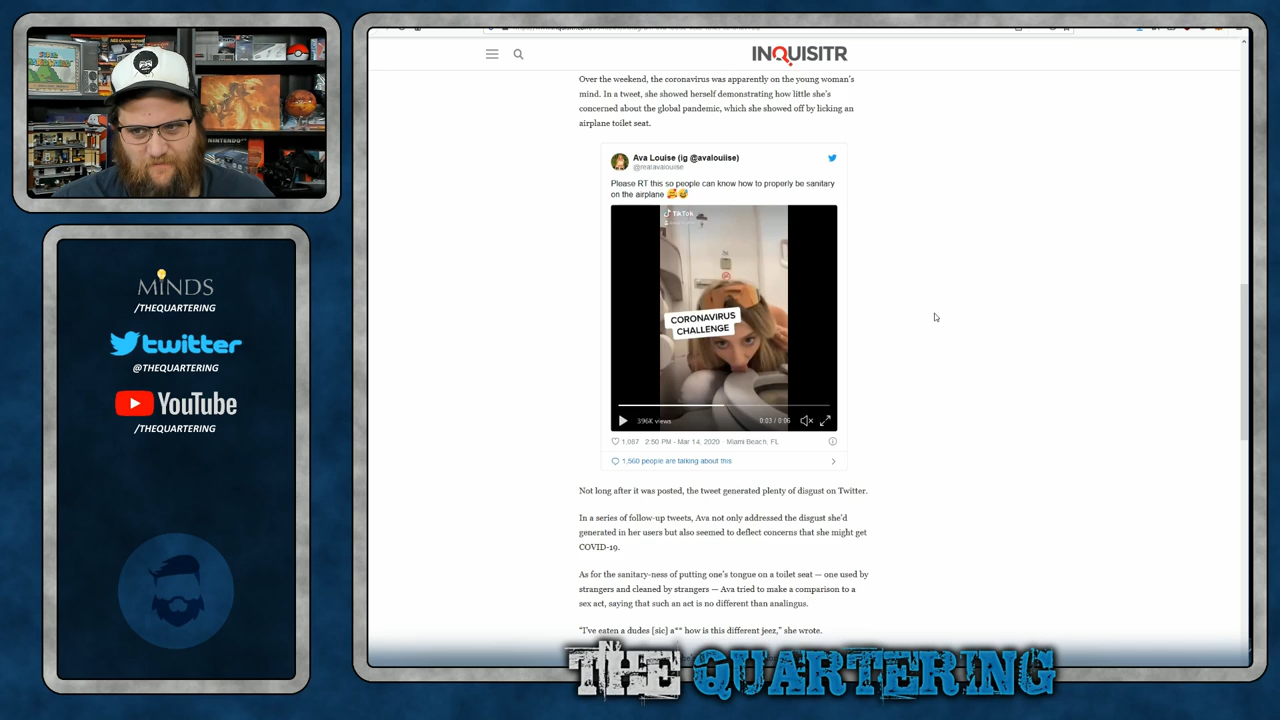 MINDS
/THEQUARTERING
twitter
@THEQUARTERING
YouTube
/THEQUARTERING
INQUISITR
Over the weekend, the coronavirus was apparently on the young woman's
mind. In a tweet, she showed herself demonstrating how little she's
concerned about the global pandemic, which she showed off by licking an
airplane toilet seat.
Ava Louise (ig @avalouiise)
@realavalouiise
Please RT this so people can know how to properly be sanitary
on the airplane 🥰😅
TikTok
CORONAVIRUS
CHALLENGE
396K views
0:03 / 0:06
1,087 2:50 PM - Mar 14, 2020 · Miami Beach, FL
1,560 people are talking about this
Not long after it was posted, the tweet generated plenty of disgust on Twitter.
In a series of follow-up tweets, Ava not only addressed the disgust she'd
generated in her users but also seemed to deflect concerns that she might get
COVID-19.
As for the sanitary-ness of putting one's tongue on a toilet seat — one used by
strangers and cleaned by strangers — Ava tried to make a comparison to a
sex act, saying that such an act is no different than analingus.
"I've eaten a dudes [sic] a** how is this different jeez," she wrote.
THE QUARTERING